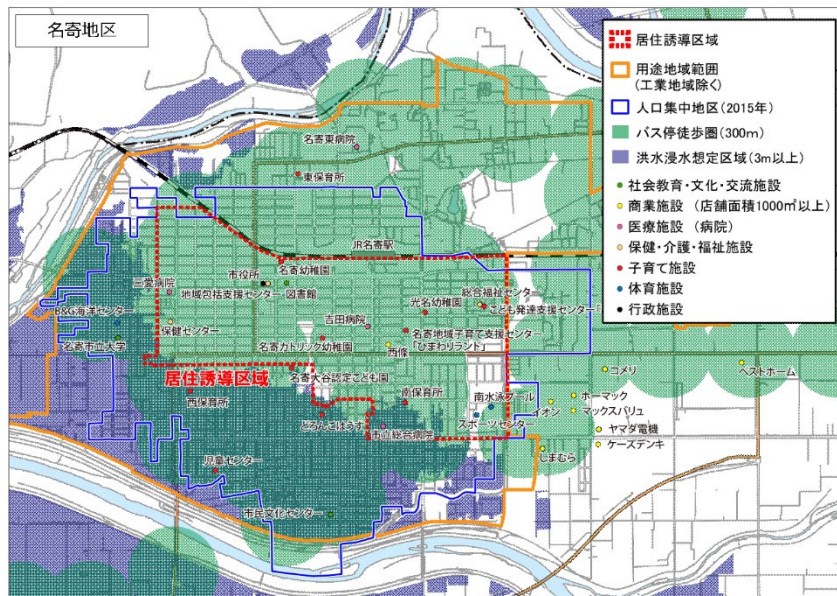 名寄地区
居住誘導区域
用途地域範囲
(工業地域除く)
人口集中地区(2015年)
バス停徒歩圏(300m)
洪水浸水想定区域(3m以上)
社会教育・文化・交流施設
商業施設 (店舗面積1000㎡以上)
医療施設 (病院)
保健・介護・福祉施設
子育て施設
体育施設
行政施設
名寄東病院
東保育所
JR名寄駅
市役所
名寄幼稚園
三愛病院
地域包括支援センター
図書館
総合福祉センター
こども発達支援センター
B&G海洋センター
光名幼稚園
保健センター
吉田病院
名寄地域子育て支援センター
「ひまわりランド」
名寄市立大学
名寄カトリック幼稚園
西條
コメリ
ベストホーム
居住誘導区域
名寄大谷認定こども園
西保育所
南保育所
南水泳プール
ホーマック
イオン
マックスバリュ
どろんこはうす
スポーツセンター
市立総合病院
ヤマダ電機
ケーズデンキ
しまむら
児童センター
市民文化センター